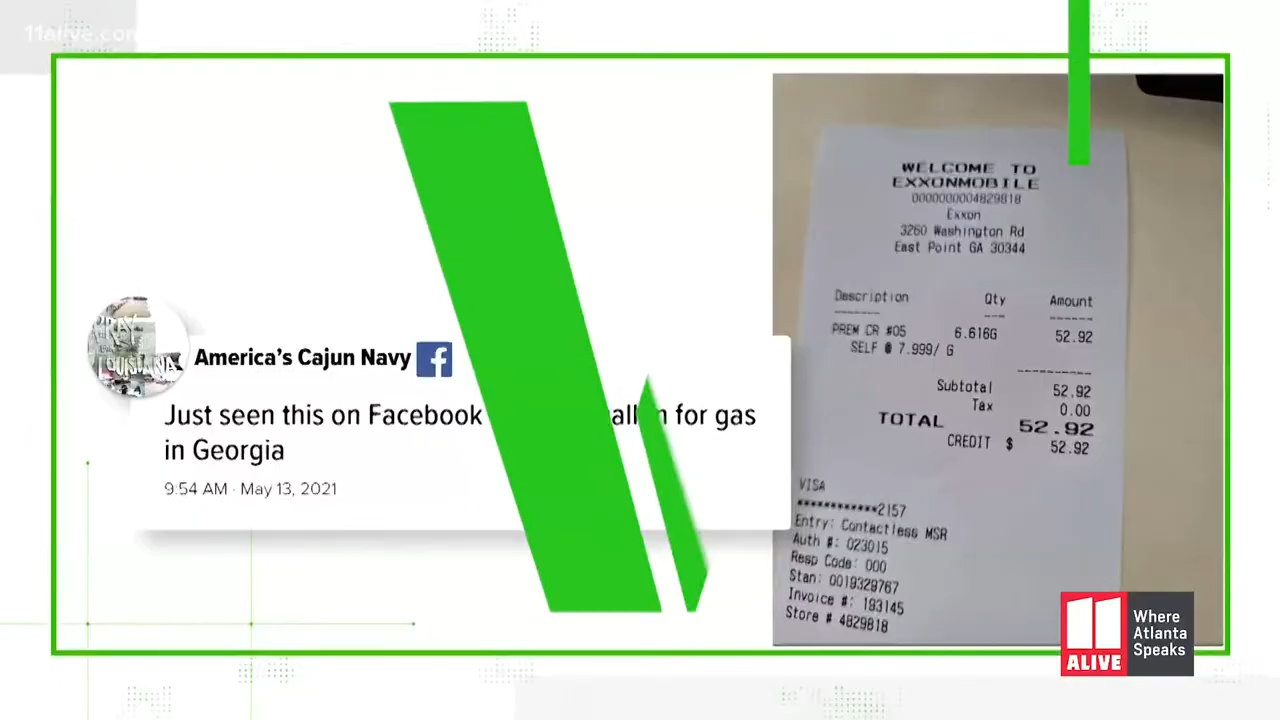 11alive.com
America's Cajun Navy
Just seen this on Facebook for gas
in Georgia
9:54 AM · May 13, 2021
WELCOME TO
EXXONMOBILE
0000000004829818
Exxon
3260 Washington Rd
East Point GA 30344
Description Qty Amount
PREM CR #05 6.616G 52.92
SELF @ 7.999/ G
Subtotal 52.92
Tax 0.00
TOTAL 52.92
CREDIT $ 52.92
VISA
************2157
Entry: Contactless MSR
Auth #: 023015
Resp Code: 000
Stan: 0019329767
Invoice #: 193145
Store # 4829818
11
ALIVE
Where
Atlanta
Speaks